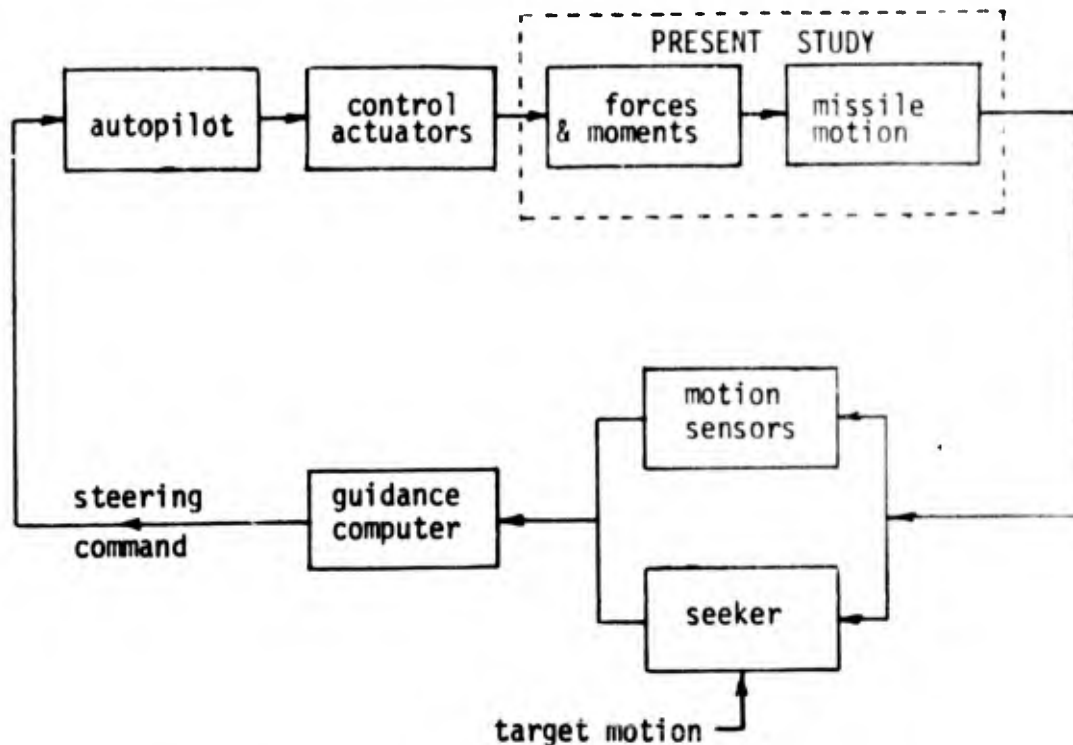 PRESENT STUDY
autopilot
control
actuators
forces
& moments
missile
motion
motion
sensors
steering
command
guidance
computer
seeker
target motion